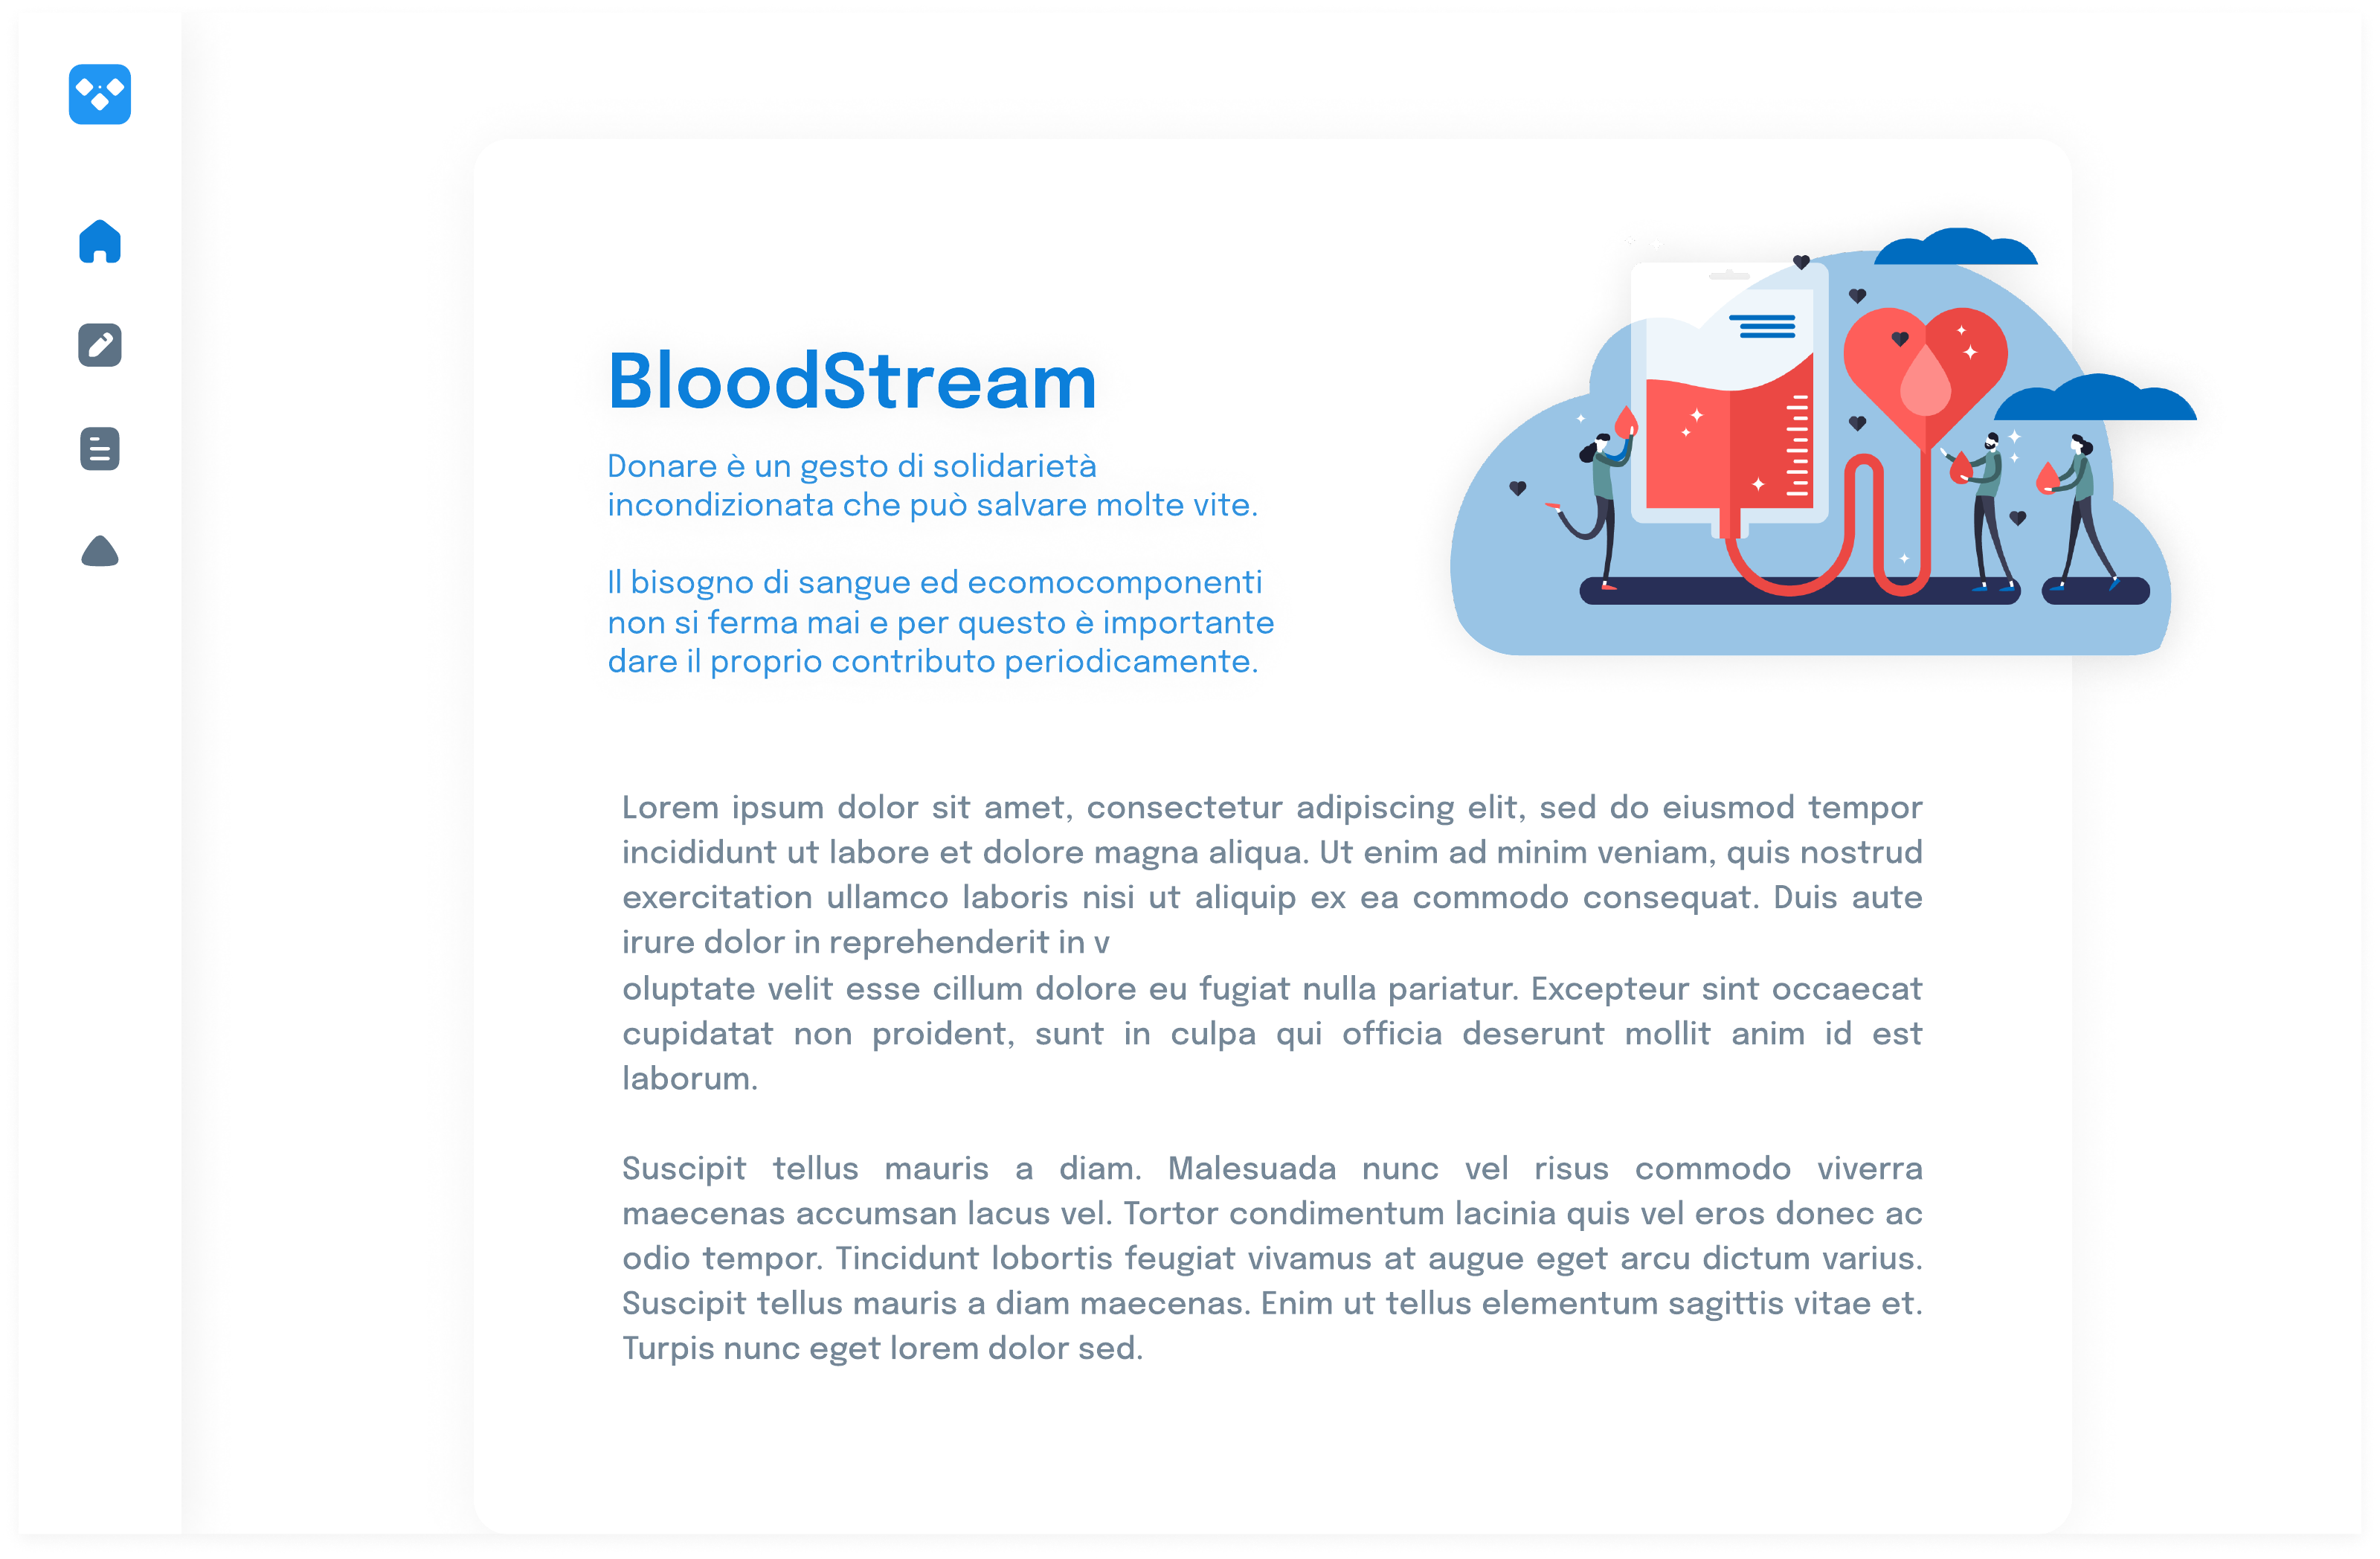 BloodStream
Donare è un gesto di solidarietà
incondizionata che può salvare molte vite.
Il bisogno di sangue ed ecomocomponenti
non si ferma mai e per questo è importante
dare il proprio contributo periodicamente.
Lorem ipsum dolor sit amet, consectetur adipiscing elit, sed do eiusmod tempor
incididunt ut labore et dolore magna aliqua. Ut enim ad minim veniam, quis nostrud
exercitation ullamco laboris nisi ut aliquip ex ea commodo consequat. Duis aute
irure dolor in reprehenderit in v
oluptate velit esse cillum dolore eu fugiat nulla pariatur. Excepteur sint occaecat
cupidatat non proident, sunt in culpa qui officia deserunt mollit anim id est
laborum.
Suscipit tellus mauris a diam. Malesuada nunc vel risus commodo viverra
maecenas accumsan lacus vel. Tortor condimentum lacinia quis vel eros donec ac
odio tempor. Tincidunt lobortis feugiat vivamus at augue eget arcu dictum varius.
Suscipit tellus mauris a diam maecenas. Enim ut tellus elementum sagittis vitae et.
Turpis nunc eget lorem dolor sed.